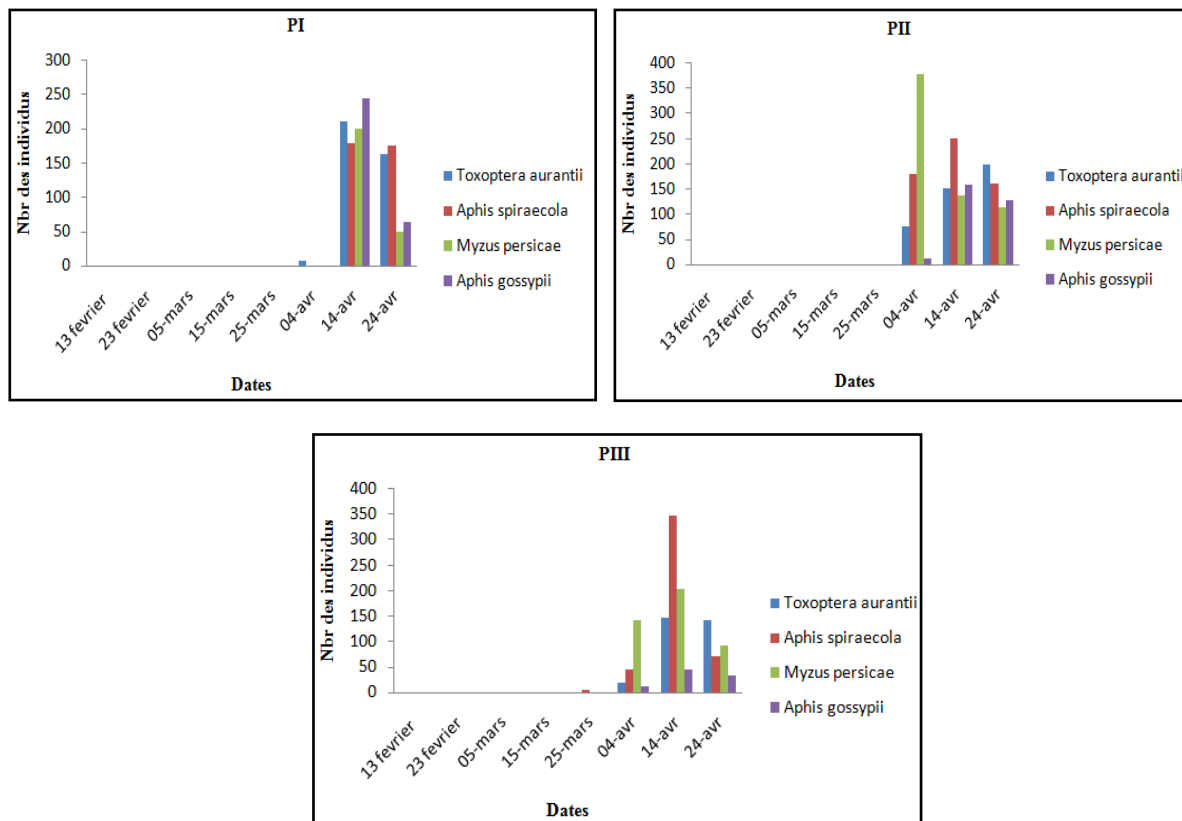 PI
Nbr des individus
300
250
200
150
100
50
0
13 fevrier
23 fevrier
05-mars
15-mars
25-mars
04-avr
14-avr
24-avr
Dates
Toxoptera aurantii
Aphis spiraecola
Myzus persicae
Aphis gossypii
PII
Nbr des individus
400
350
300
250
200
150
100
50
0
13 fevrier
23 fevrier
05-mars
15-mars
25-mars
04-avr
14-avr
24-avr
Dates
Toxoptera aurantii
Aphis spiraecola
Myzus persicae
Aphis gossypii
PIII
Nbr des individus
400
350
300
250
200
150
100
50
0
13 fevrier
23 fevrier
05-mars
15-mars
25-mars
04-avr
14-avr
24-avr
Dates
Toxoptera aurantii
Aphis spiraecola
Myzus persicae
Aphis gossypii